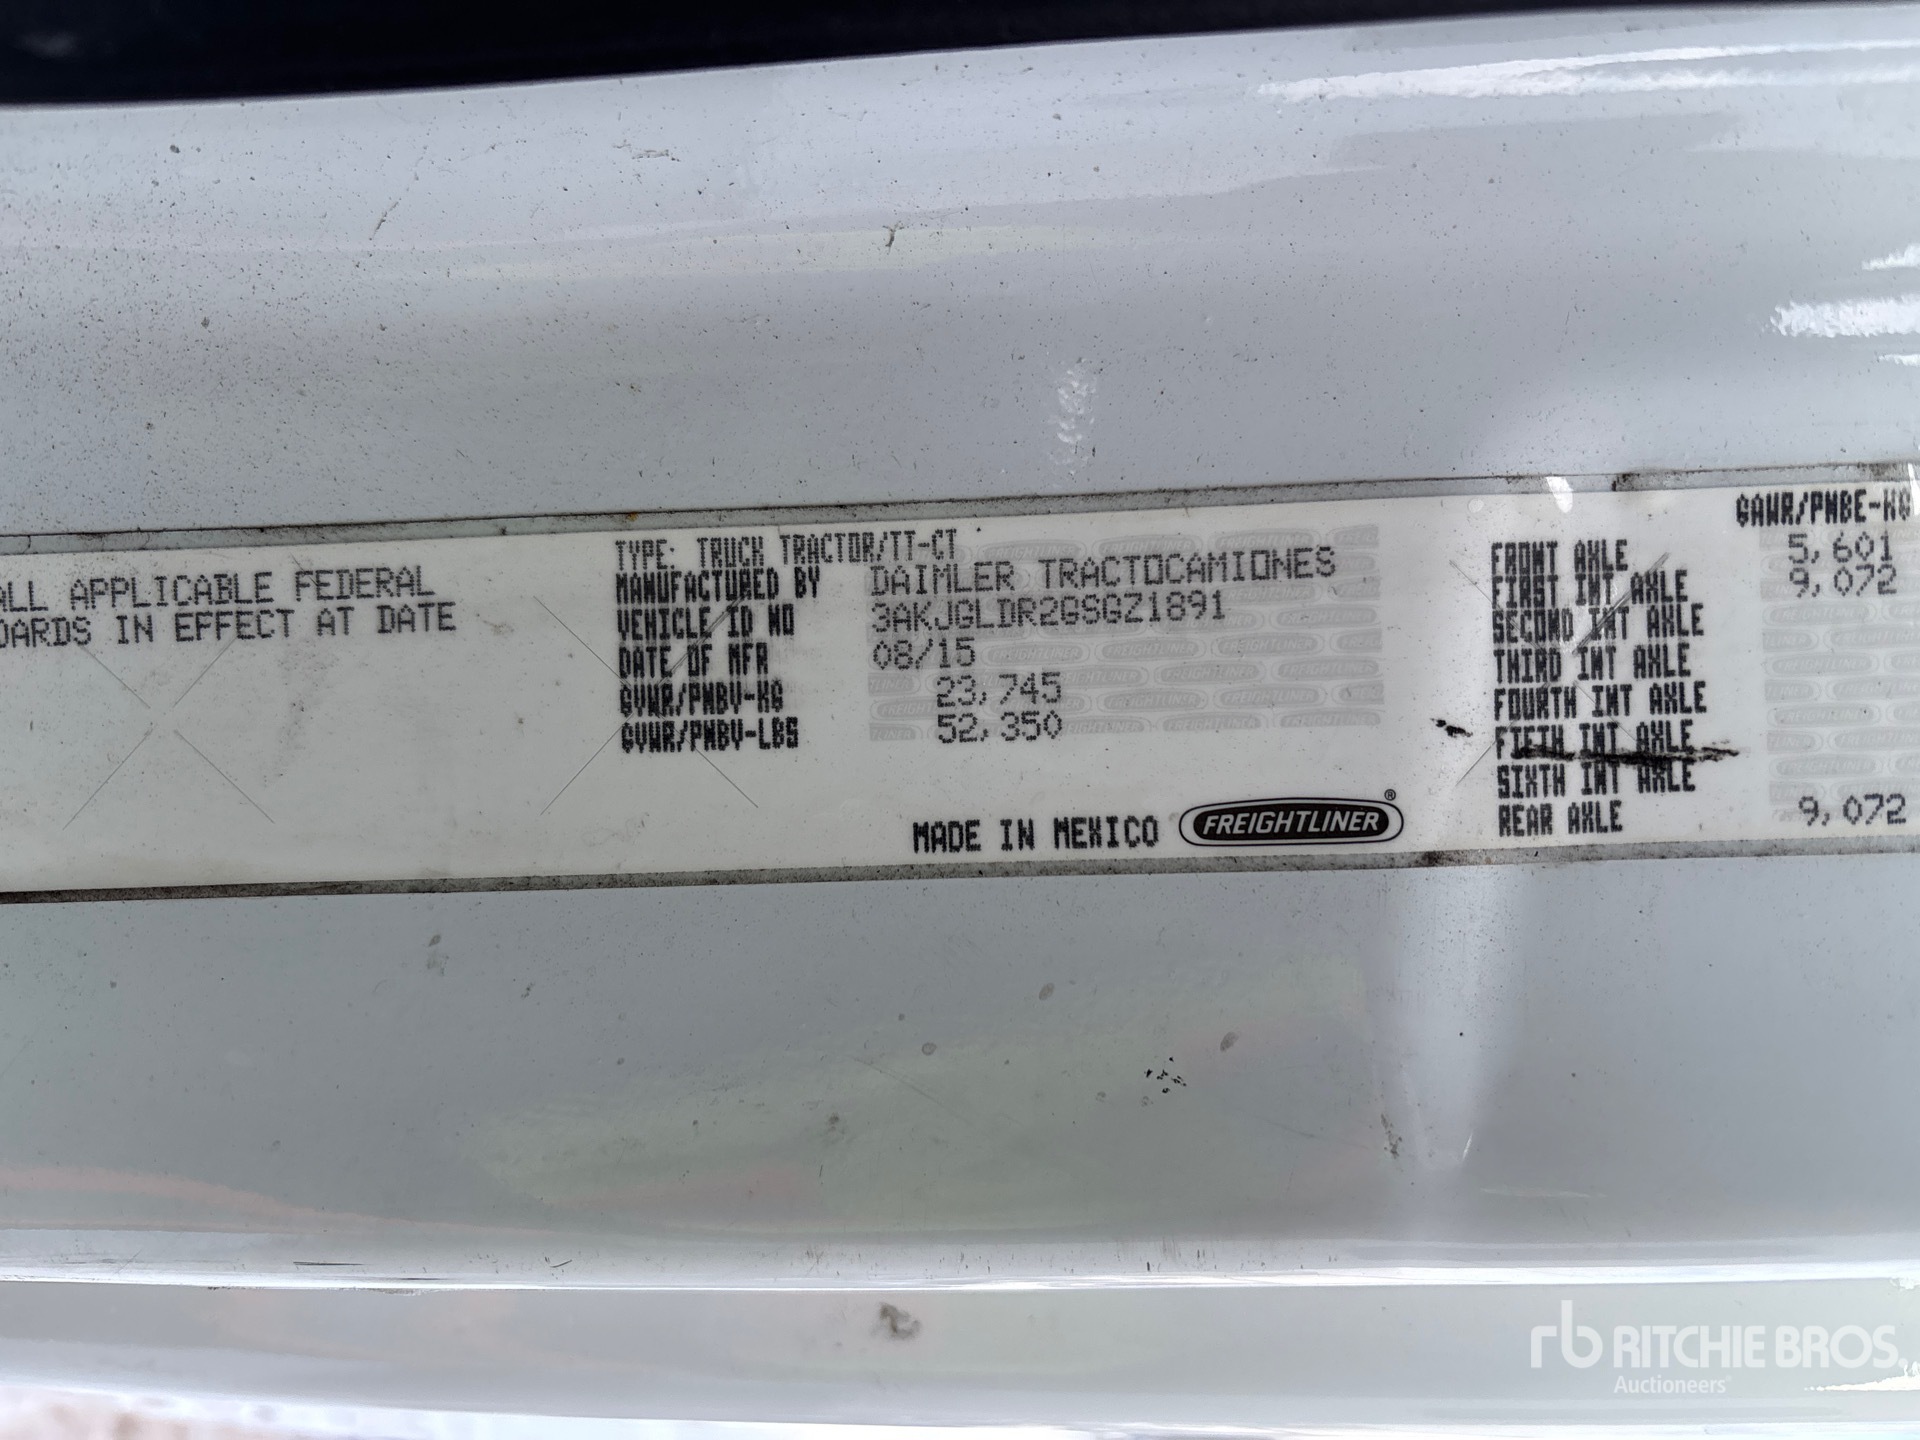 ALL APPLICABLE FEDERAL
DARDS IN EFFECT AT DATE
TYPE: TRUCK TRACTOR/TT-CT
MANUFACTURED BY DAIMLER TRACTOCAMIONES
VEHICLE ID NO 3AKJGLDR2GSGZ1891
DATE OF MFR 08/15
GVWR/PNBV-KG 23,745
GVWR/PNBV-LBS 52,350
MADE IN MEXICO FREIGHTLINER®
GAWR/PNBE-KG
FRONT AXLE 5,601
FIRST INT AXLE 9,072
SECOND INT AXLE
THIRD INT AXLE
FOURTH INT AXLE
FIFTH INT AXLE
SIXTH INT AXLE
REAR AXLE 9,072
rb RITCHIE BROS.
Auctioneers